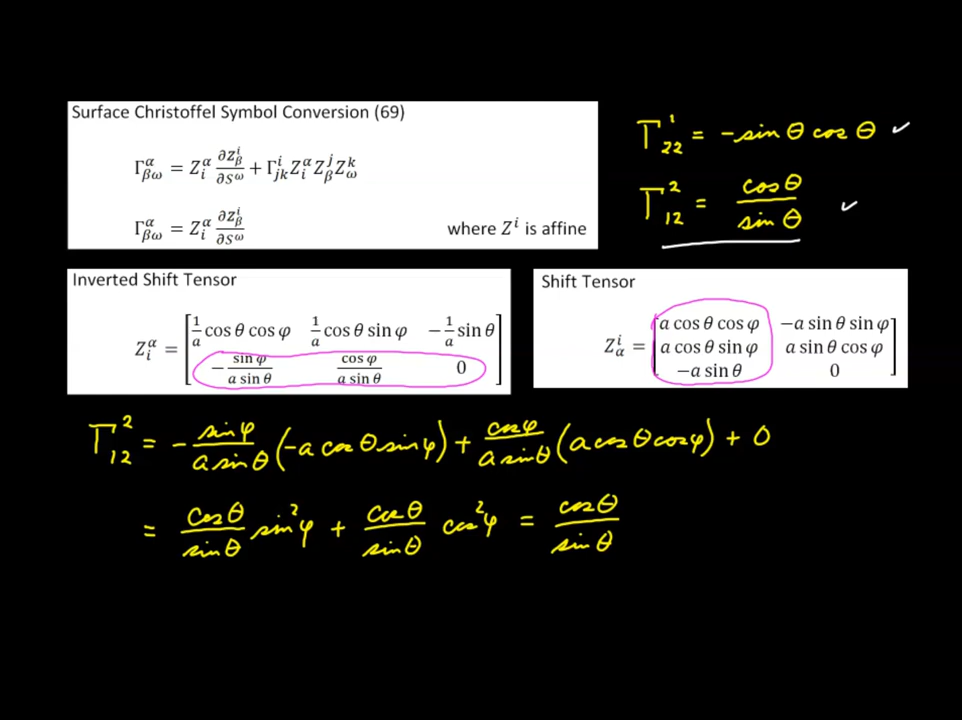 Surface Christoffel Symbol Conversion (69)
Γ^α_βω = Z^α_i ∂Z^i_β/∂S^ω + Γ^i_jk Z^α_i Z^j_β Z^k_ω
Γ^α_βω = Z^α_i ∂Z^i_β/∂S^ω where Z^i is affine
Γ^1_22 = -sin θ cos θ ✓
Γ^2_12 = cos θ / sin θ ✓
Inverted Shift Tensor
Z^α_i = [ 1/a cos θ cos φ 1/a cos θ sin φ -1/a sin θ
- sin φ / a sin θ cos φ / a sin θ 0 ]
Shift Tensor
Z^i_α = [ a cos θ cos φ -a sin θ sin φ
a cos θ sin φ a sin θ cos φ
-a sin θ 0 ]
Γ^2_12 = - sin φ / a sin θ (-a cos θ sin φ) + cos φ / a sin θ (a cos θ cos φ) + 0
= cos θ / sin θ sin² φ + cos θ / sin θ cos² φ = cos θ / sin θ